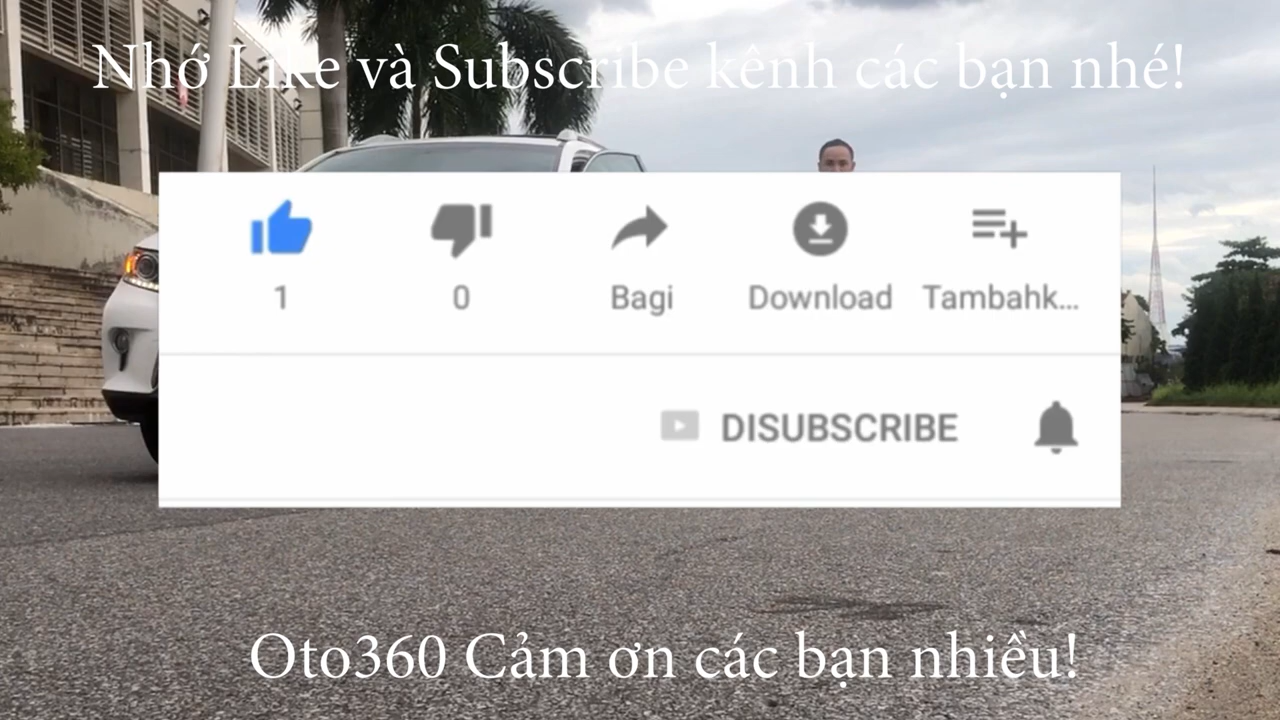 Nhớ Like và Subscribe kênh các bạn nhé!
1 0 Bagi Download Tambahk...
DISUBSCRIBE
Oto360 Cảm ơn các bạn nhiều!